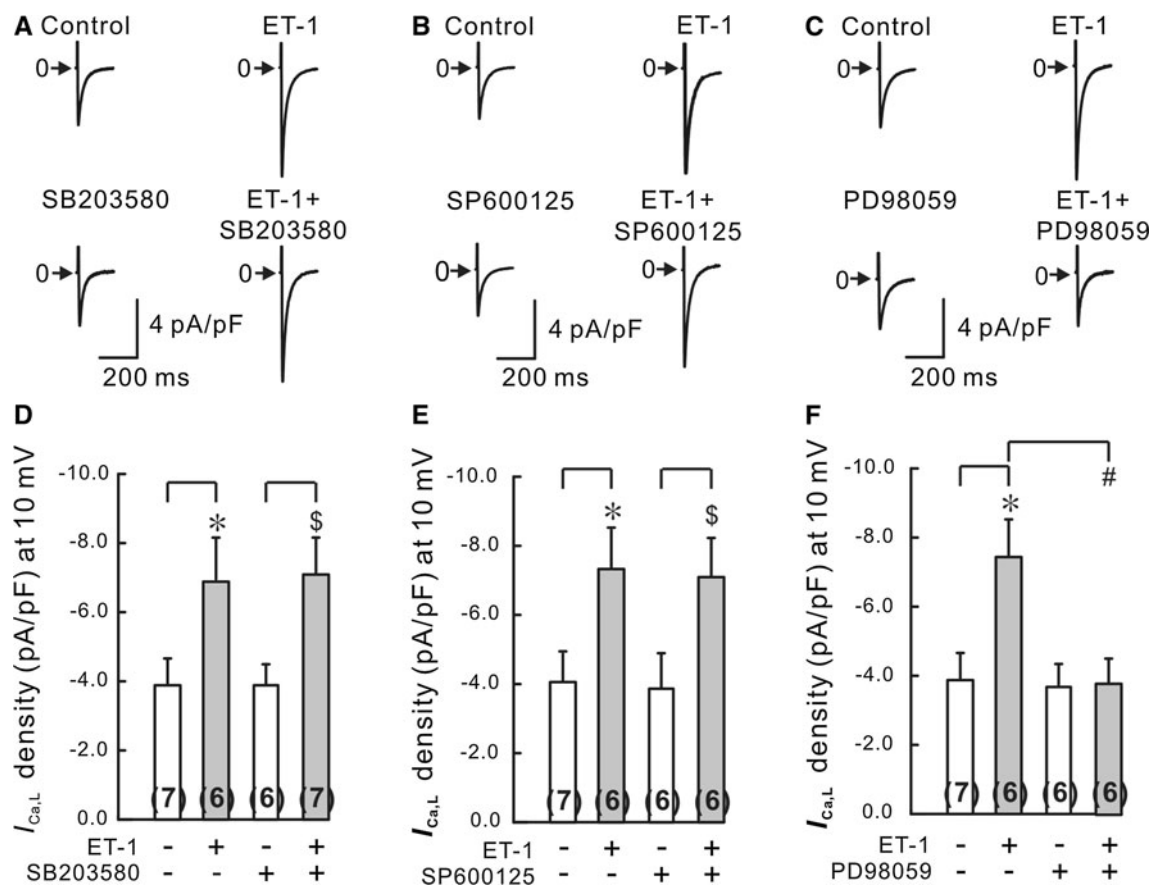 A Control ET-1 B Control ET-1 C Control ET-1
0 0 0 0 0 0
SB203580 ET-1+ SP600125 ET-1+ PD98059 ET-1+
SB203580 SP600125 PD98059
0 0 0 0 0 0
4 pA/pF 4 pA/pF 4 pA/pF
200 ms 200 ms 200 ms
D
I Ca,L density (pA/pF) at 10 mV
-10.0
-8.0
-6.0
-4.0
-2.0
0.0
* $
(7) (6) (6) (7)
ET-1 - + - +
SB203580 - - + +
E
I Ca,L density (pA/pF) at 10 mV
-10.0
-8.0
-6.0
-4.0
-2.0
0.0
* $
(7) (6) (6) (6)
ET-1 - + - +
SP600125 - - + +
F
I Ca,L density (pA/pF) at 10 mV
-10.0
-8.0
-6.0
-4.0
-2.0
0.0
* #
(7) (6) (6) (6)
ET-1 - + - +
PD98059 - - + +